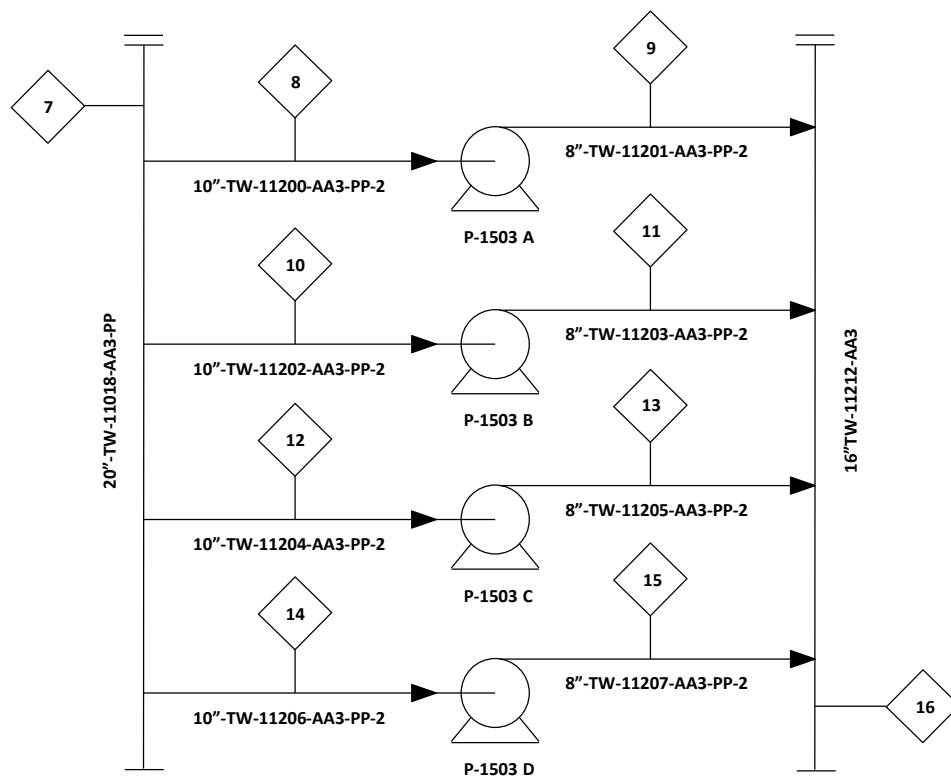 9
8
7
8”-TW-11201-AA3-PP-2
10”-TW-11200-AA3-PP-2
P-1503 A
11
10
8”-TW-11203-AA3-PP-2
10”-TW-11202-AA3-PP-2
P-1503 B
20”-TW-11018-AA3-PP
16”TW-11212-AA3
13
12
8”-TW-11205-AA3-PP-2
10”-TW-11204-AA3-PP-2
P-1503 C
15
14
8”-TW-11207-AA3-PP-2
10”-TW-11206-AA3-PP-2
16
P-1503 D